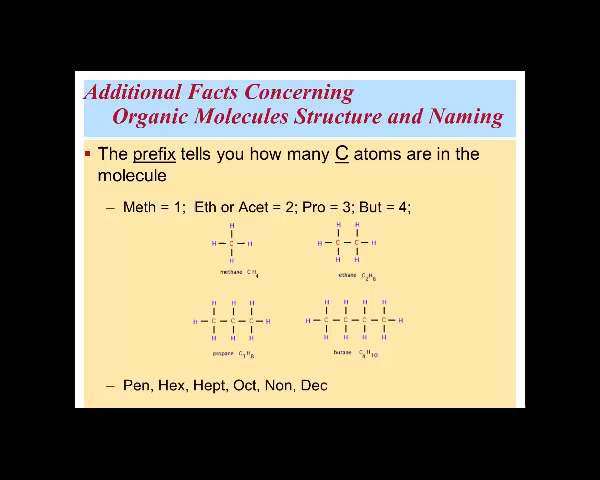 Additional Facts Concerning
Organic Molecules Structure and Naming
▪ The prefix tells you how many C atoms are in the
molecule
– Meth = 1;  Eth or Acet = 2; Pro = 3; But = 4;
H H H
H C H H C C H
H H H
methane CH4 ethane C2H6
H H H H H H H
H C C C H H C C C C H
H H H H H H H
propane C3H8 butane C4H10
– Pen, Hex, Hept, Oct, Non, Dec